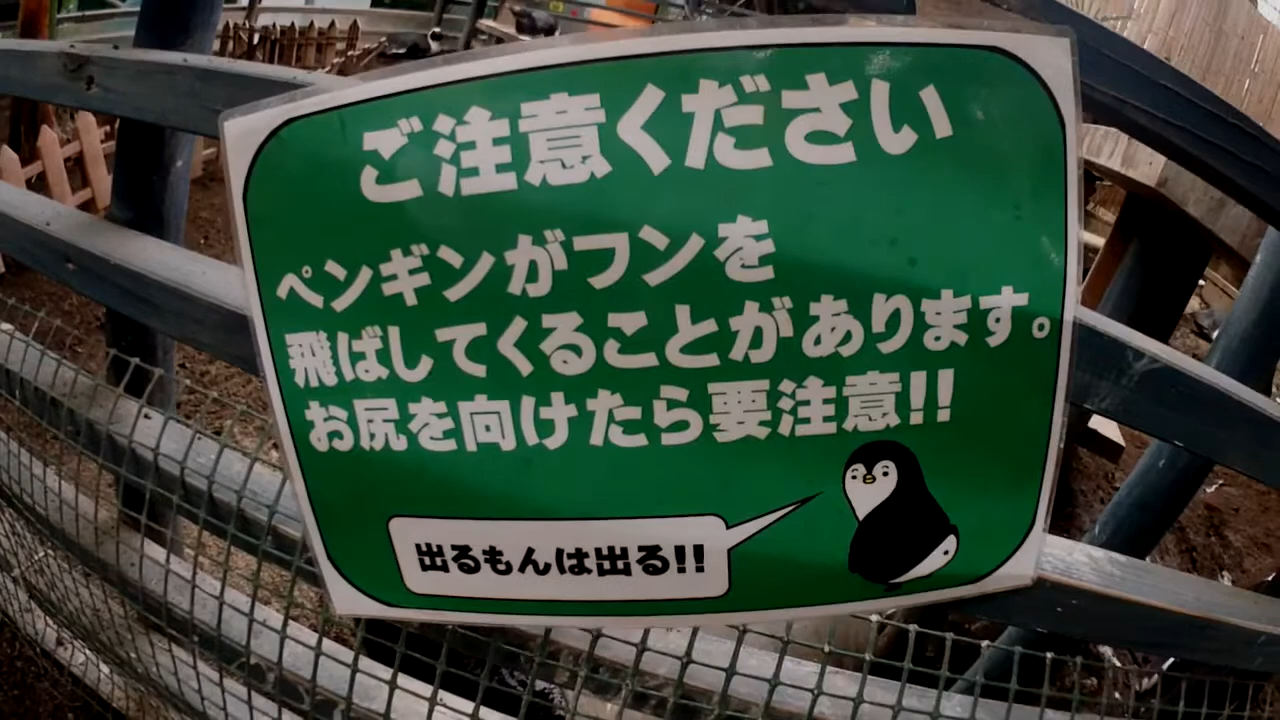 ご注意ください
ペンギンがフンを
飛ばしてくることがあります。
お尻を向けたら要注意!!
出るもんは出る!!